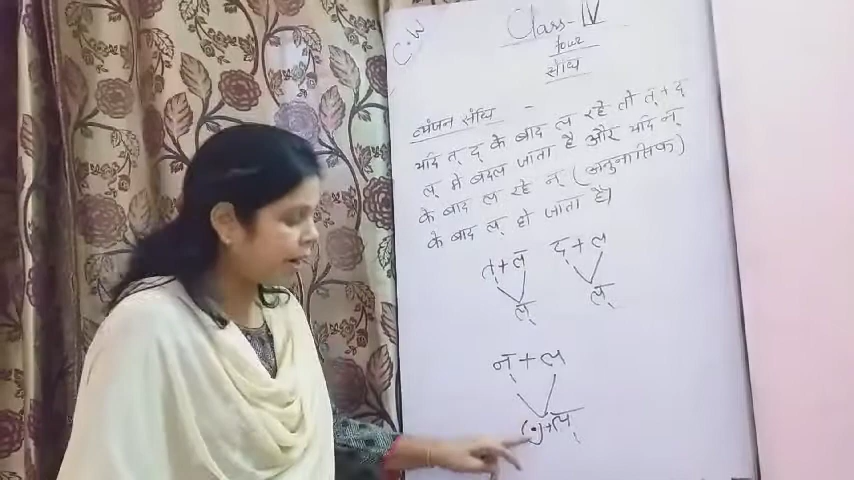 C.W
Class-IV
four
संधि
व्यंजन संधि -
यदि त् द् के बाद ल रहे तो त् + द्
ल् में बदल जाता है और यदि न्
के बाद ल रहे न् (अनुनासिक)
के बाद ल् हो जाता है।
त् + ल द् + ल
ल् ल्
न् + ल
(ँ) + ल्